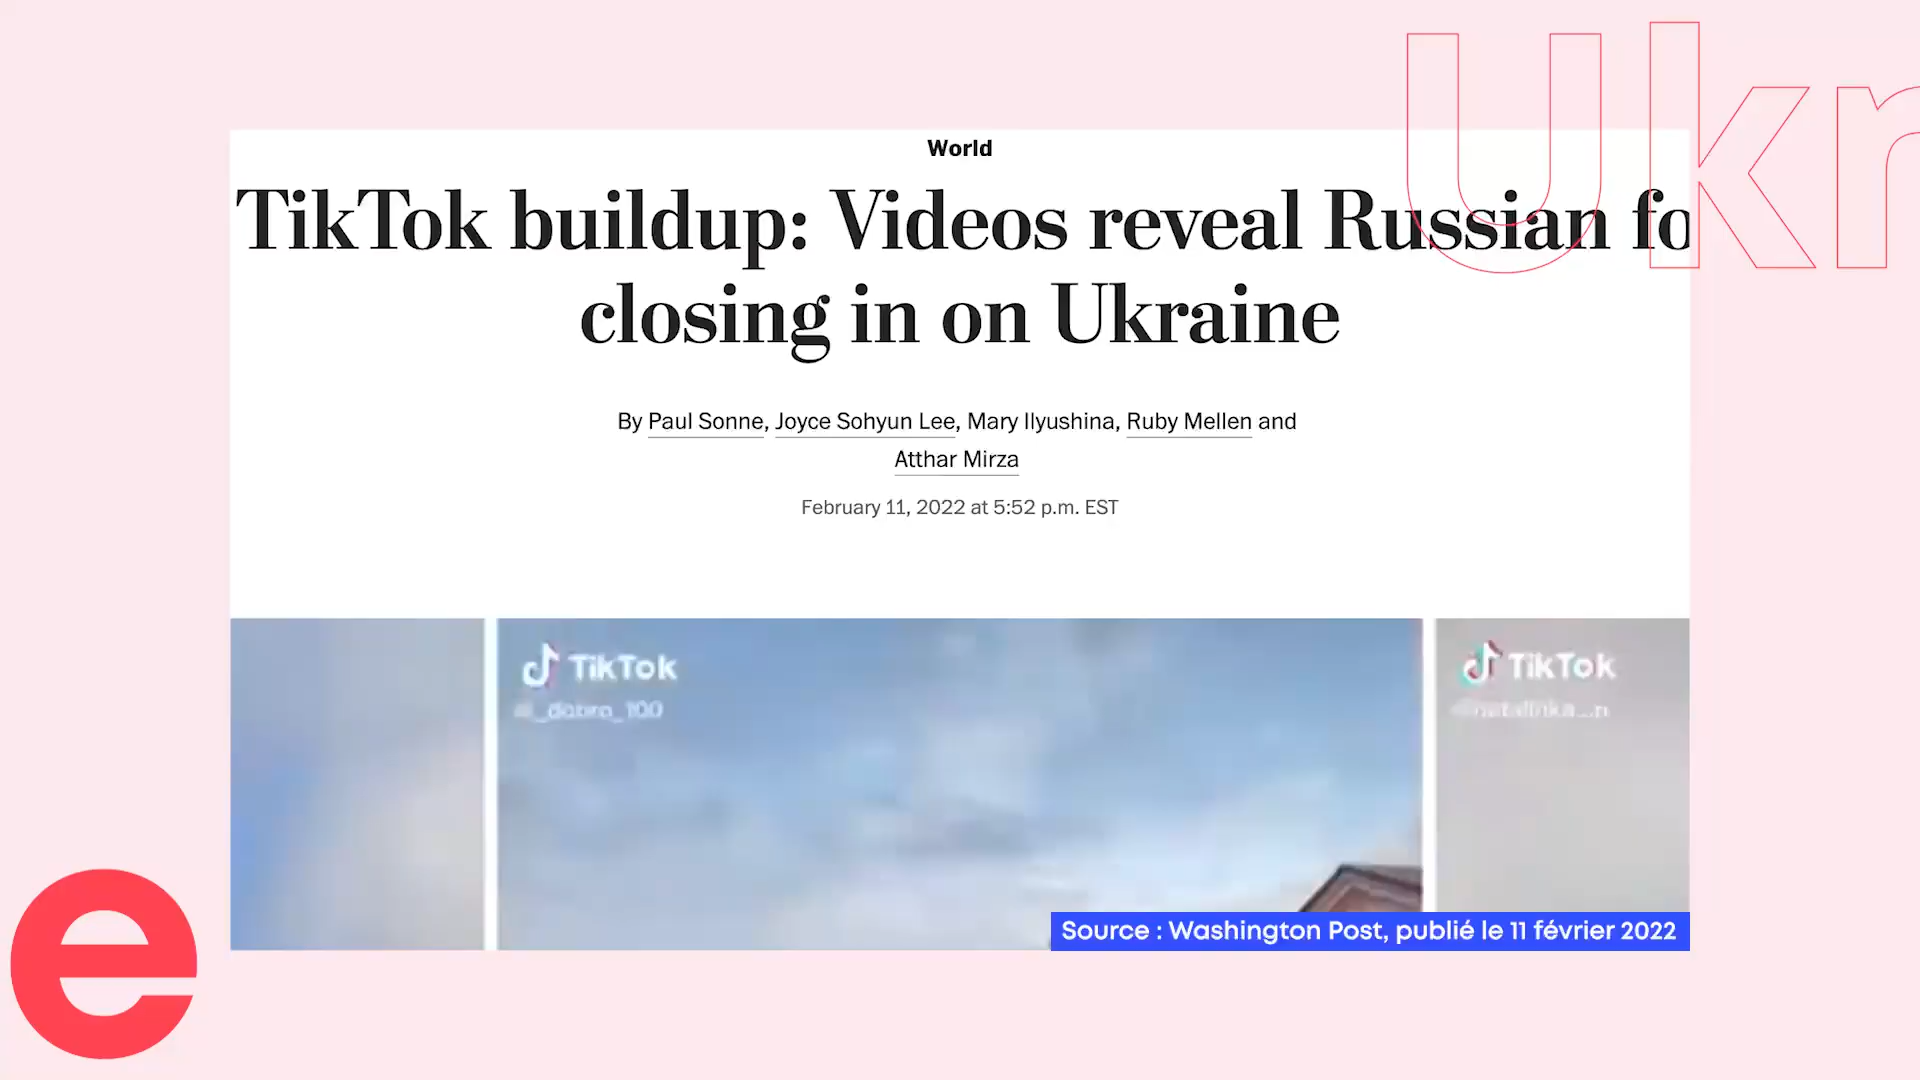 Ukr
World
TikTok buildup: Videos reveal Russian fo
closing in on Ukraine
By Paul Sonne, Joyce Sohyun Lee, Mary Ilyushina, Ruby Mellen and
Atthar Mirza
February 11, 2022 at 5:52 p.m. EST
TikTok
TikTok
e
Source : Washington Post, publié le 11 février 2022